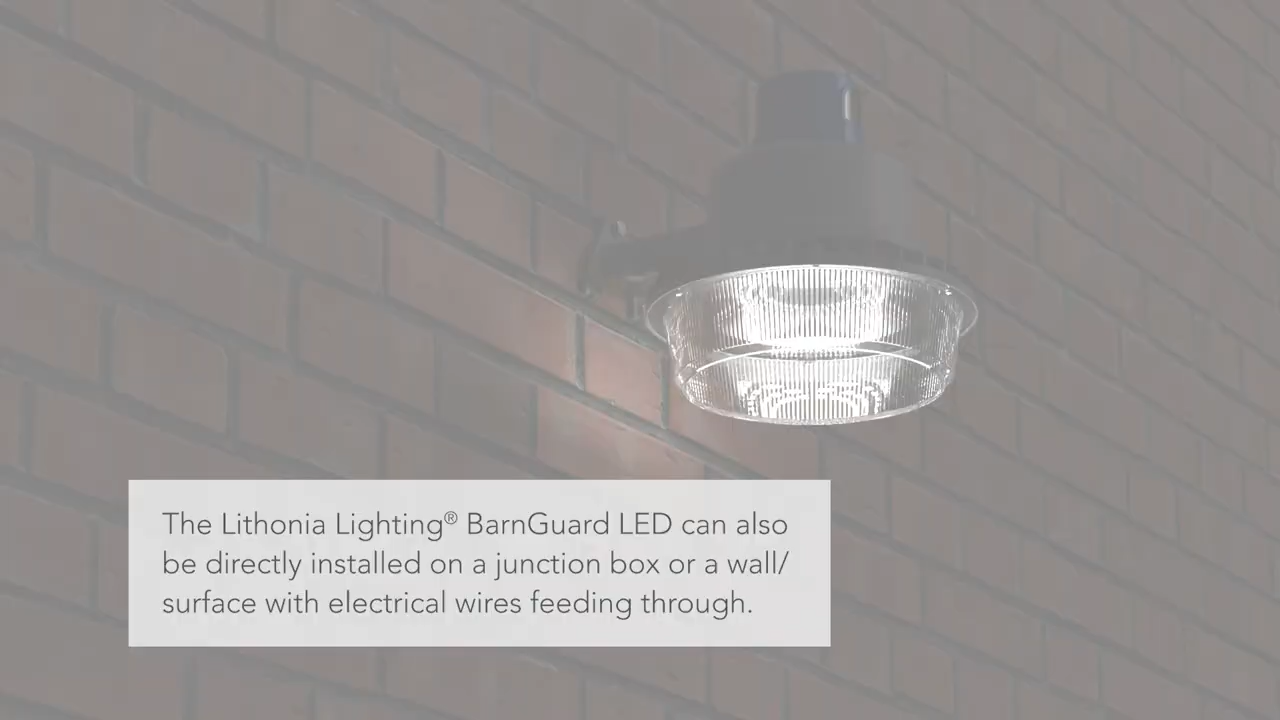 The Lithonia Lighting® BarnGuard LED can also
be directly installed on a junction box or a wall/
surface with electrical wires feeding through.